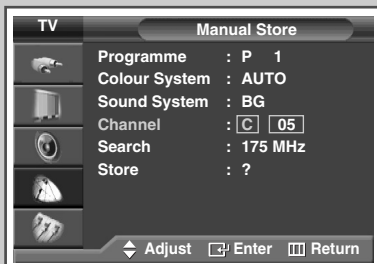 TV
Manual Store
Programme : P 1
Colour System : AUTO
Sound System : BG
Channel : C 05
Search : 175 MHz
Store : ?
Adjust Enter Return